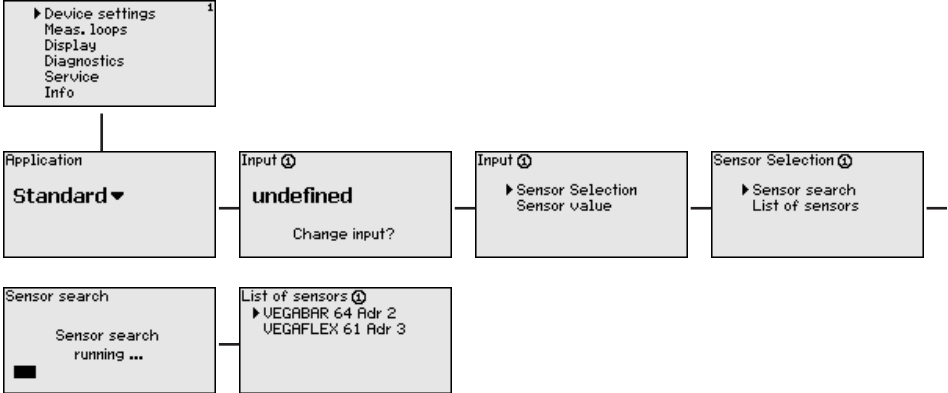 Device settings
1
Meas. loops
Display
Diagnostics
Service
Info
Application
Standard
Input ①
undefined
Change input?
Input ①
Sensor Selection
Sensor value
Sensor Selection ①
Sensor search
List of sensors
Sensor search
Sensor search
running ...
List of sensors ①
VEGABAR 64 Adr 2
VEGAFLEX 61 Adr 3